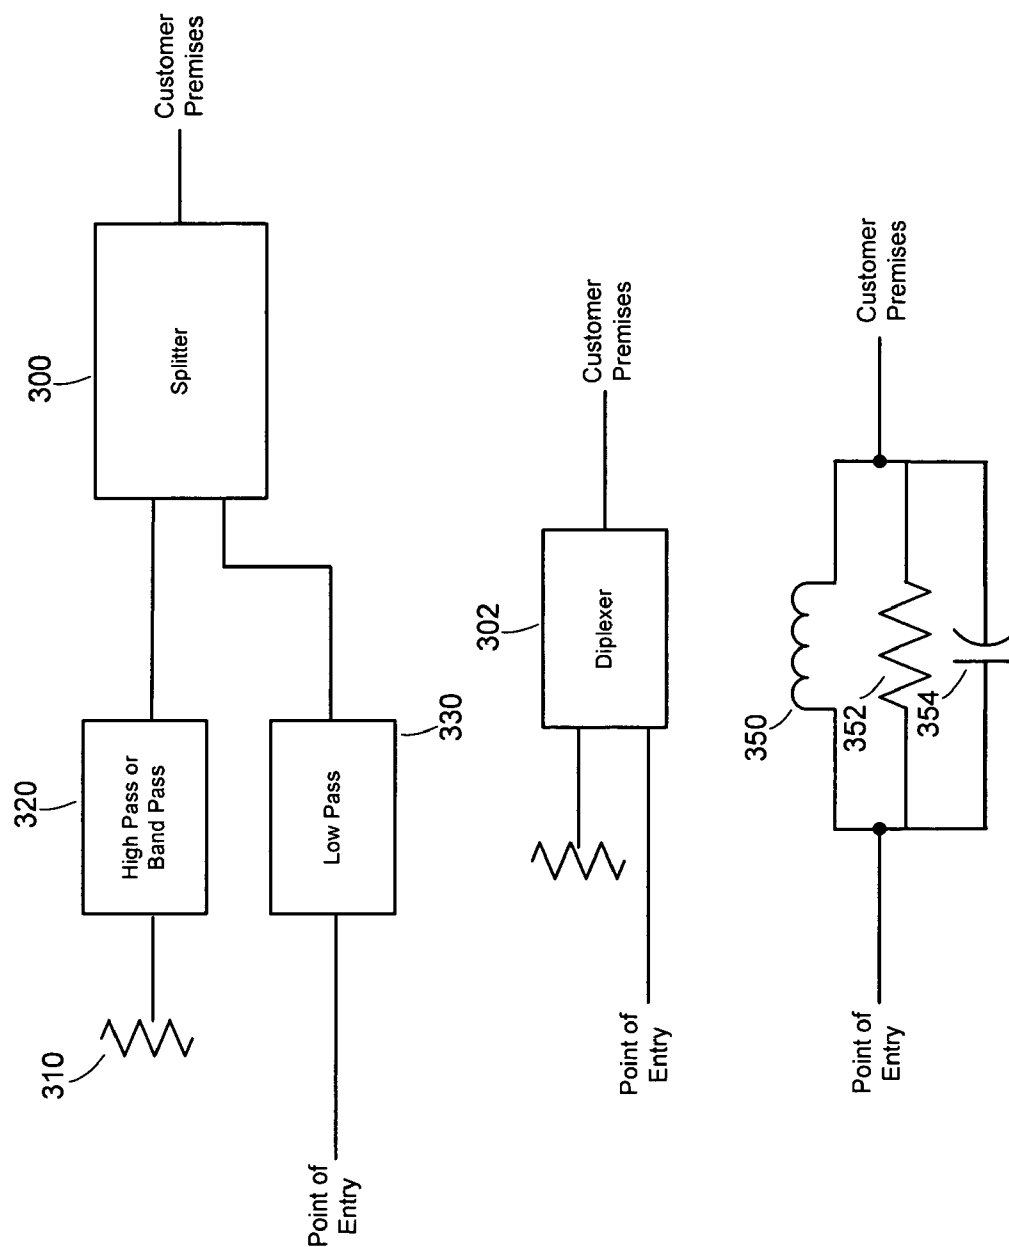 Customer
Premises
300
Splitter
320
High Pass or
Band Pass
330
Low Pass
310
Point of
Entry
Customer
Premises
302
Diplexer
Point of
Entry
Customer
Premises
350
352
354
Point of
Entry